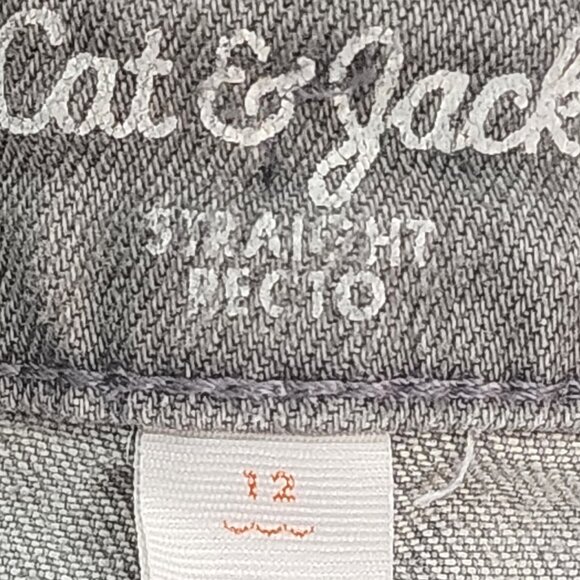 Cat & Jack
STRAIGHT
RECTO
12